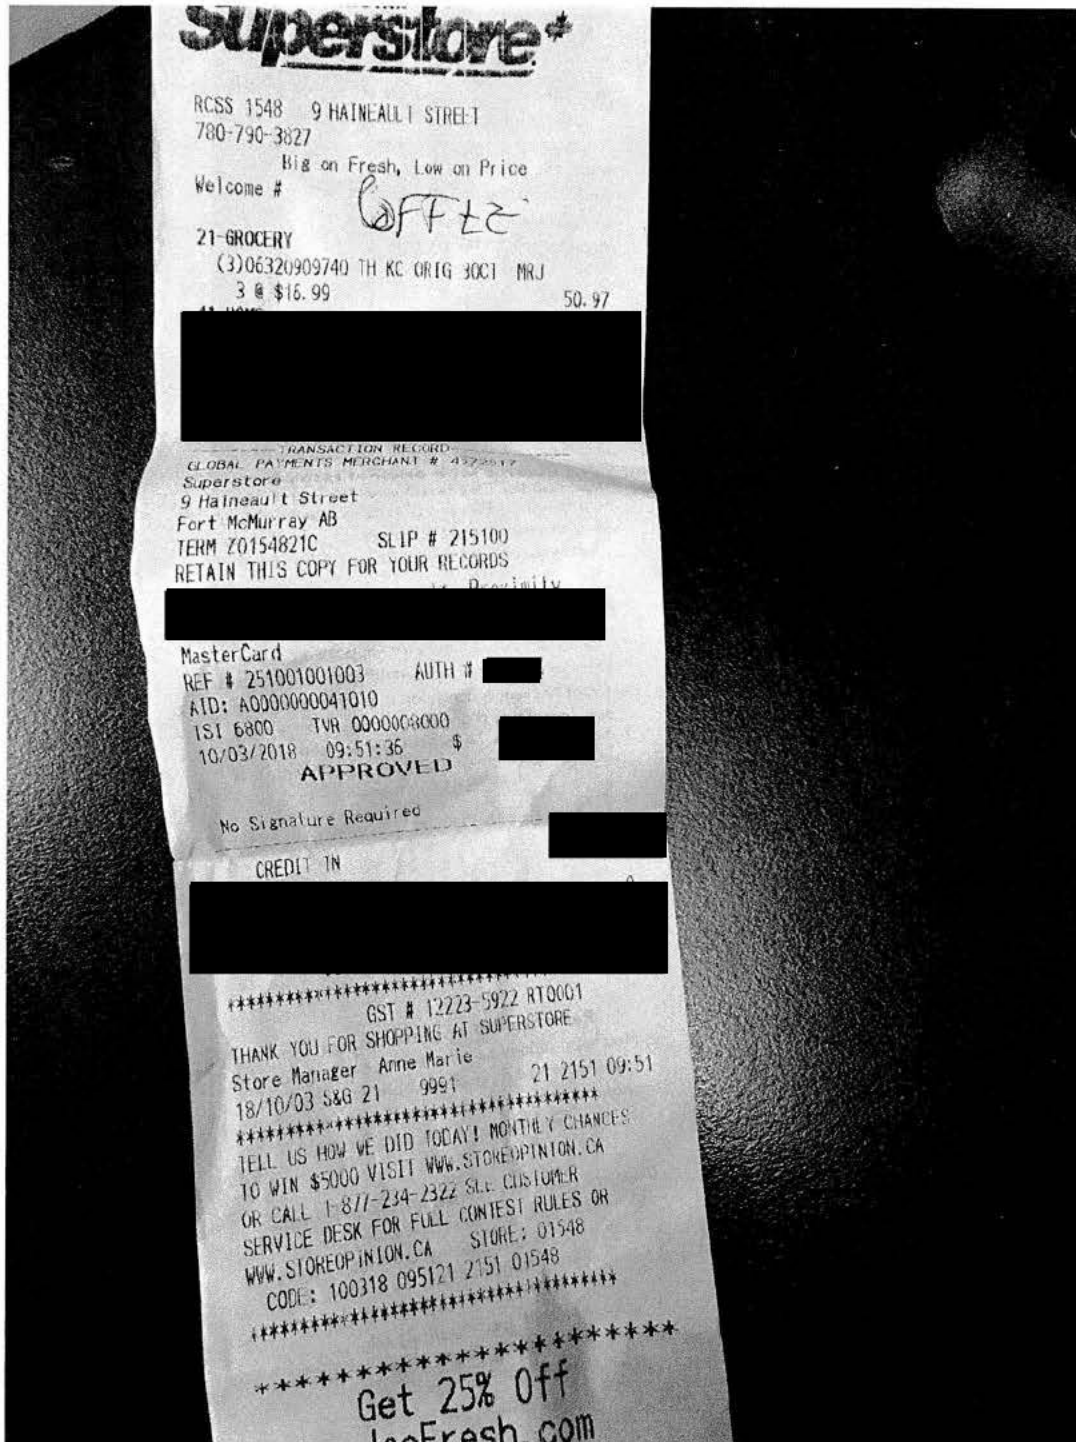 Superstore*
RCSS 1548 9 HAINEAULT STREET
780-790-3827
Big on Fresh, Low on Price
Welcome #
COFFEE
21-GROCERY
(3)06320909740 TH KC ORIG 30CT MRJ
3 @ $16.99 50.97
TRANSACTION RECORD
GLOBAL PAYMENTS MERCHANT #
Superstore
9 Haineault Street
Fort McMurray AB
TERM Z0154821C SLIP # 215100
RETAIN THIS COPY FOR YOUR RECORDS
Proximity
MasterCard
REF # 251001001003 AUTH #
AID: A0000000041010
TSI 6800 TVR 0000008000
10/03/2018 09:51:36 $
APPROVED
No Signature Required
CREDIT TN
*******************************
GST # 12223-5922 RT0001
THANK YOU FOR SHOPPING AT SUPERSTORE
Store Manager Anne Marie
18/10/03 S&G 21 9991 21 2151 09:51
****************************************
TELL US HOW WE DID TODAY! MONTHLY CHANCES
TO WIN $5000 VISIT WWW.STOREOPINION.CA
OR CALL 1-877-234-2322 SEE CUSTOMER
SERVICE DESK FOR FULL CONTEST RULES OR
WWW.STOREOPINION.CA STORE: 01548
CODE: 100318 095121 2151 01548
****************************************
*********************
Get 25% Off
JoeFresh.com